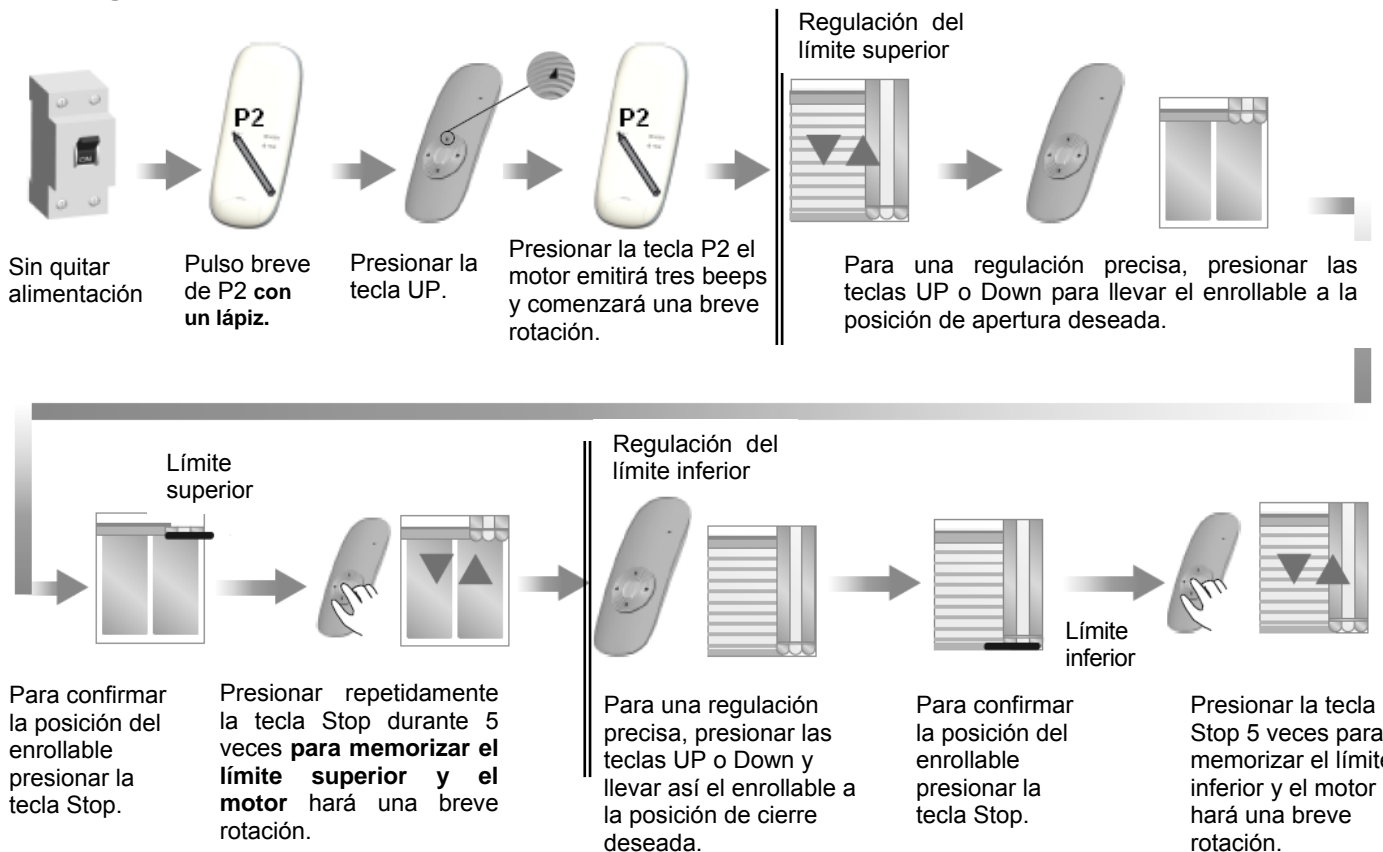 P2
P2
ON
Sin quitar
alimentación
Pulso breve
de P2 con
un lápiz.
Presionar la
tecla UP.
Presionar la tecla P2 el
motor emitirá tres beeps
y comenzará una breve
rotación.
Regulación del
límite superior
Para una regulación precisa, presionar las
teclas UP o Down para llevar el enrollable a la
posición de apertura deseada.
Límite
superior
Para confirmar
la posición del
enrollable
presionar la
tecla Stop.
Presionar repetidamente
la tecla Stop durante 5
veces para memorizar el
límite superior y el
motor hará una breve
rotación.
Regulación del
límite inferior
Para una regulación
precisa, presionar las
teclas UP o Down y
llevar así el enrollable a
la posición de cierre
deseada.
Para confirmar
la posición del
enrollable
presionar la
tecla Stop.
Límite
inferior
Presionar la tecla
Stop 5 veces para
memorizar el límite
inferior y el motor
hará una breve
rotación.